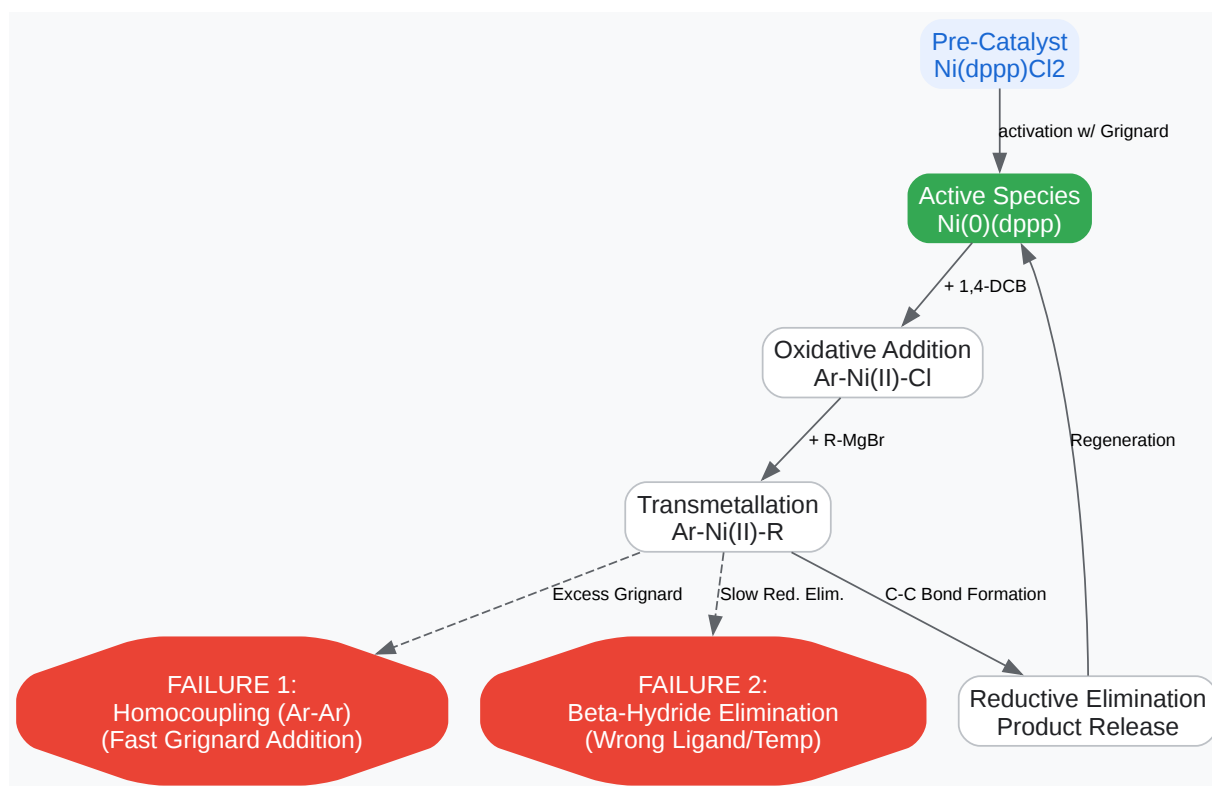 Pre-Catalyst
Ni(dppp)Cl2
activation w/ Grignard
Active Species
Ni(0)(dppp)
+ 1,4-DCB
Oxidative Addition
Ar-Ni(II)-Cl
+ R-MgBr
Regeneration
Transmetallation
Ar-Ni(II)-R
Excess Grignard
Slow Red. Elim.
C-C Bond Formation
FAILURE 1:
Homocoupling (Ar-Ar)
(Fast Grignard Addition)
FAILURE 2:
Beta-Hydride Elimination
(Wrong Ligand/Temp)
Reductive Elimination
Product Release